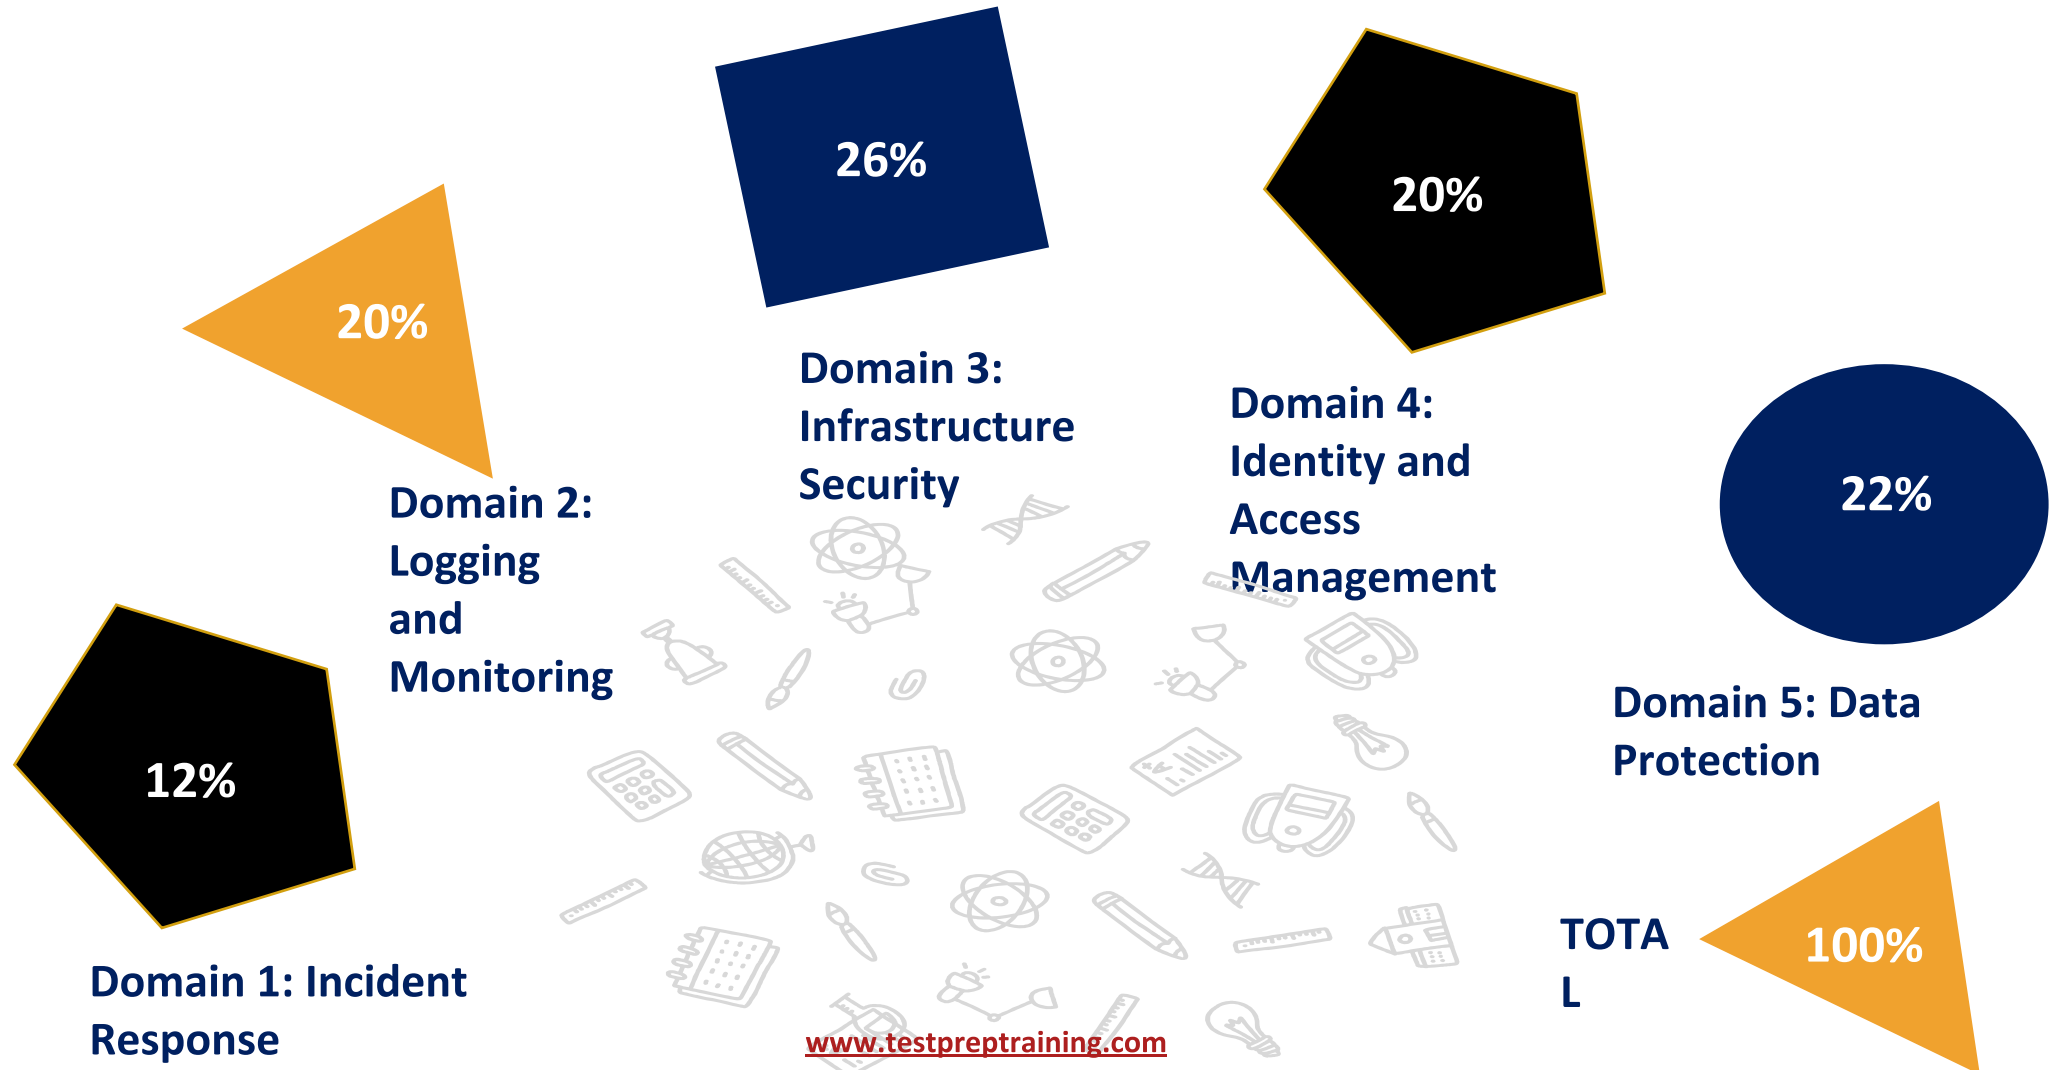 12%
Domain 1: Incident
Response
20%
Domain 2:
Logging
and
Monitoring
26%
Domain 3:
Infrastructure
Security
20%
Domain 4:
Identity and
Access
Management
22%
Domain 5: Data
Protection
TOTA
L
100%
www.testpreptraining.com